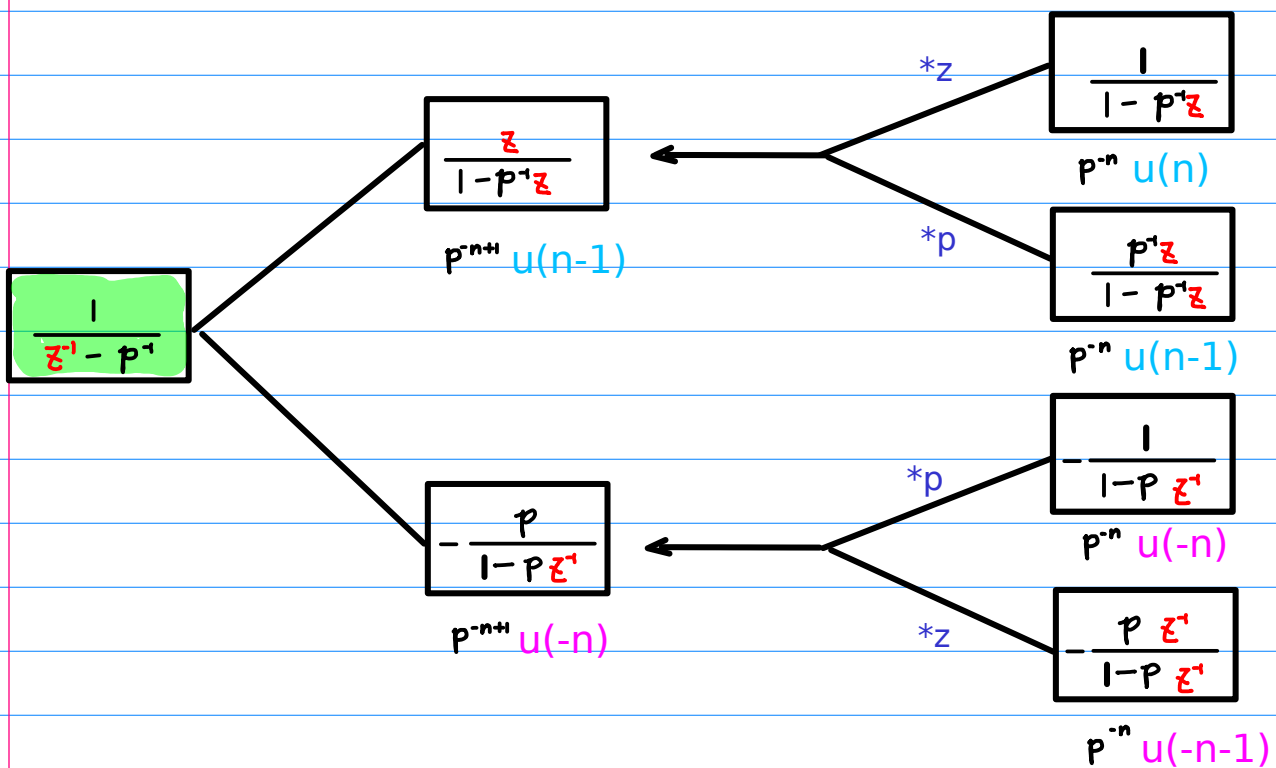 *z
1
1 - p⁻¹z
p⁻ⁿ u(n)
z
1 - p⁻¹z
p⁻ⁿ⁺¹ u(n-1)
*p
p⁻¹z
1 - p⁻¹z
p⁻ⁿ u(n-1)
1
z⁻¹ - p⁻¹
*p
- 1
1 - p z⁻¹
p⁻ⁿ u(-n)
- p
1 - p z⁻¹
p⁻ⁿ⁺¹ u(-n)
*z
- p z⁻¹
1 - p z⁻¹
p⁻ⁿ u(-n-1)